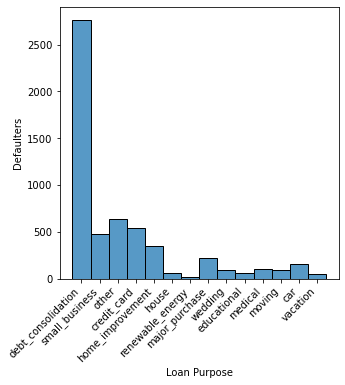 2500
2000
1500
1000
500
0
Defaulters
debt_consolidation
small_business
other
credit_card
home_improvement
house
renewable_energy
major_purchase
wedding
educational
medical
moving
car
vacation
Loan Purpose